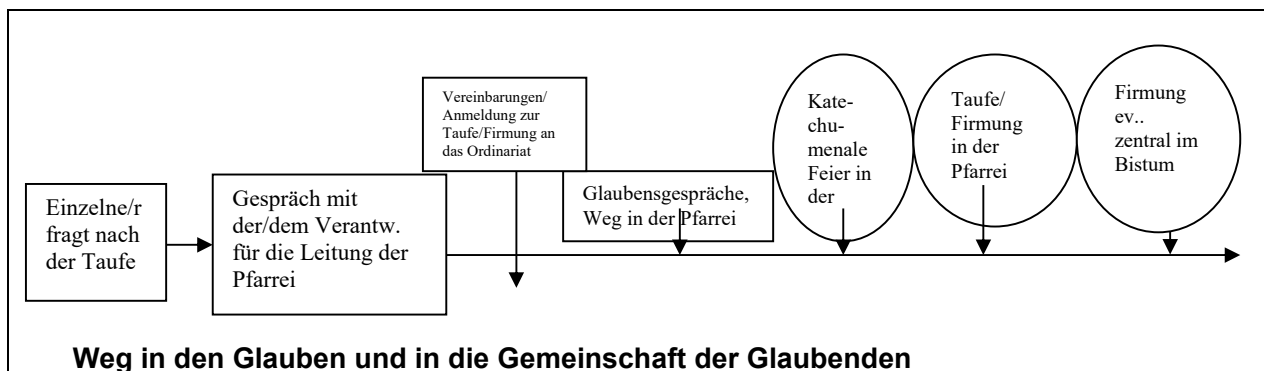 Einzelne/r
fragt nach
der Taufe
Gespräch mit
der/dem Verantw.
für die Leitung der
Pfarrei
Vereinbarungen/
Anmeldung zur
Taufe/Firmung an
das Ordinariat
Glaubensgespräche,
Weg in der Pfarrei
Kate-
chu-
menale
Feier in
der
Taufe/
Firmung
in der
Pfarrei
Firmung
ev..
zentral im
Bistum
Weg in den Glauben und in die Gemeinschaft der Glaubenden